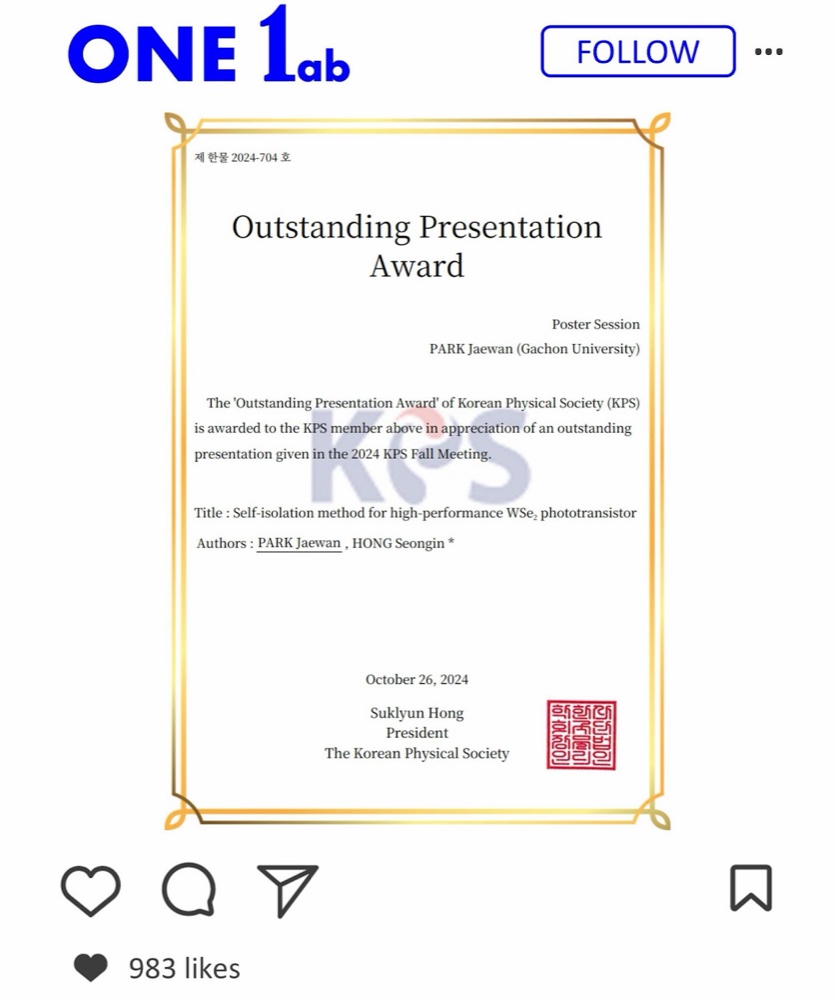 ONE 1ab
FOLLOW
제 한물 2024-704 호
Outstanding Presentation
Award
Poster Session
PARK Jaewan (Gachon University)
The 'Outstanding Presentation Award' of Korean Physical Society (KPS)
is awarded to the KPS member above in appreciation of an outstanding
presentation given in the 2024 KPS Fall Meeting.
KPS
Title : Self-isolation method for high-performance WSe₂ phototransistor
Authors : PARK Jaewan , HONG Seongin *
October 26, 2024
Suklyun Hong
President
The Korean Physical Society
983 likes